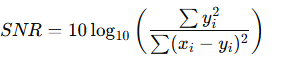 SNR = 10 log₁₀ ( ∑ yᵢ² / ∑(xᵢ − yᵢ)² )